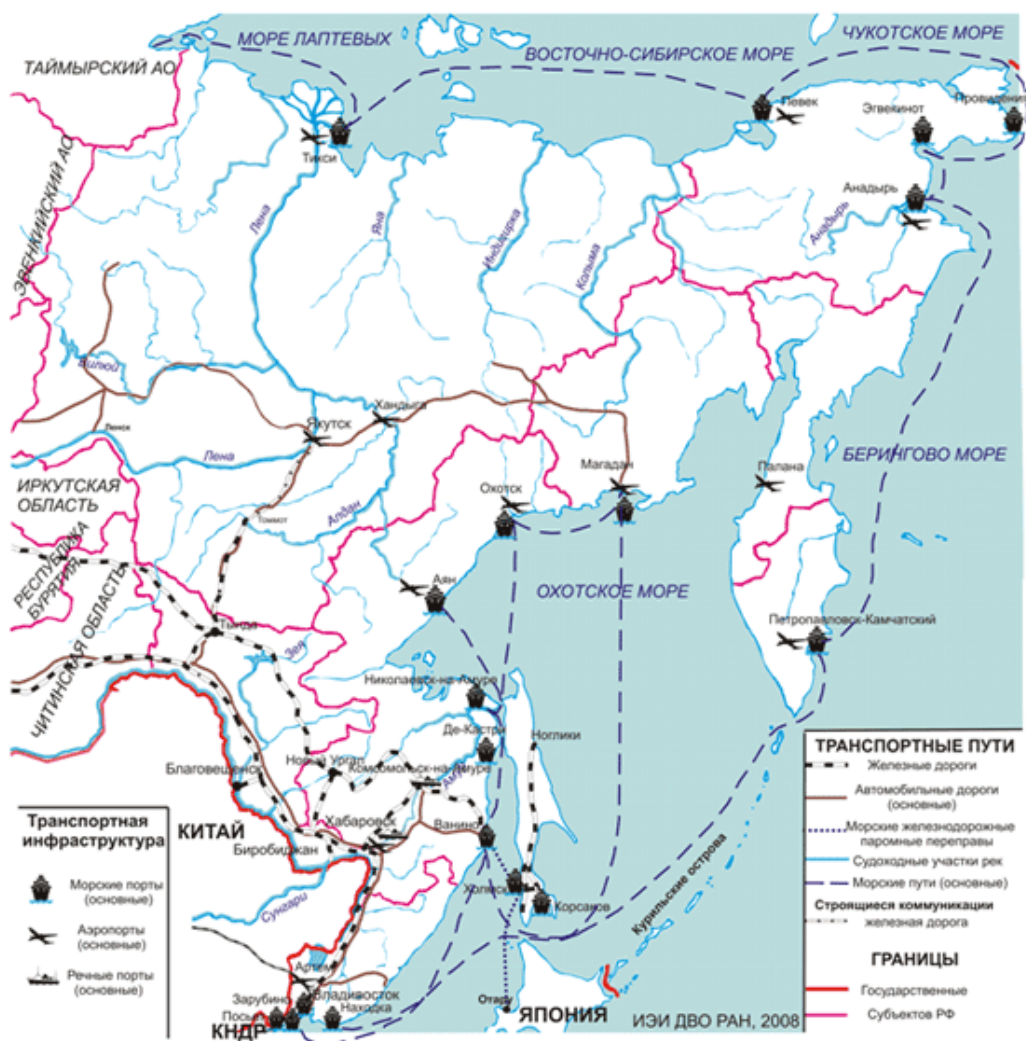 МОРЕ ЛАПТЕВЫХ
ВОСТОЧНО-СИБИРСКОЕ МОРЕ
ЧУКОТСКОЕ МОРЕ
ТАЙМЫРСКИЙ АО
ЭВЕНКИЙСКИЙ АО
Тикси
Певек
Эгвекинот
Провидения
Анадырь
Анадырь
Лена
Яна
Индигирка
Колыма
Вилюй
Ленск
Якутск
Хандыга
Лена
ИРКУТСКАЯ
ОБЛАСТЬ
Томмот
Алдан
Охотск
Магадан
Палана
БЕРИНГОВО МОРЕ
РЕСПУБЛИКА
БУРЯТИЯ
ЧИТИНСКАЯ ОБЛАСТЬ
Аян
ОХОТСКОЕ МОРЕ
Тында
Зея
Петропавловск-Камчатский
Николаевск-на-Амуре
Де-Кастри
Ноглики
Новый Ургал
Комсомольск-на-Амуре
Благовещенск
Хабаровск
Ванино
КИТАЙ
Биробиджан
Холмск
Корсаков
Сунгари
Курильские острова
Артем
Зарубино
Владивосток
Посьет
Находка
КНДР
Отару
ЯПОНИЯ
ИЭИ ДВО РАН, 2008
Транспортная
инфраструктура
Морские порты
(основные)
Аэропорты
(основные)
Речные порты
(основные)
ТРАНСПОРТНЫЕ ПУТИ
Железные дороги
Автомобильные дороги
(основные)
Морские железнодорожные
паромные переправы
Судоходные участки рек
Морские пути (основные)
Строящиеся коммуникации
железная дорога
ГРАНИЦЫ
Государственные
Субъектов РФ